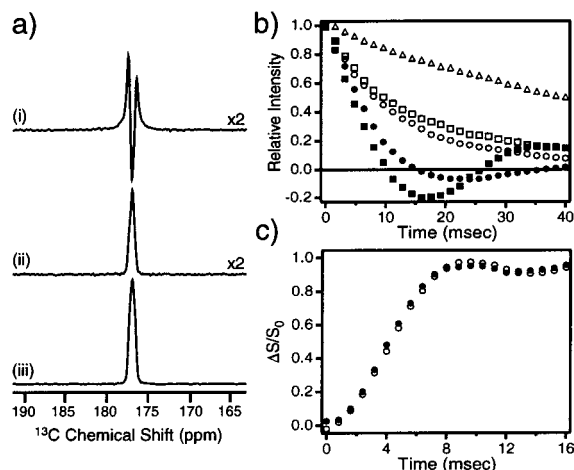 a)
(i)
x2
(ii)
x2
(iii)
190 185 180 175 170 165
¹³C Chemical Shift (ppm)
b)
Relative Intensity
1.0
0.8
0.6
0.4
0.2
0.0
-0.2
0 10 20 30 40
Time (msec)
c)
ΔS/S₀
1.0
0.8
0.6
0.4
0.2
0.0
0 4 8 12 16
Time (msec)